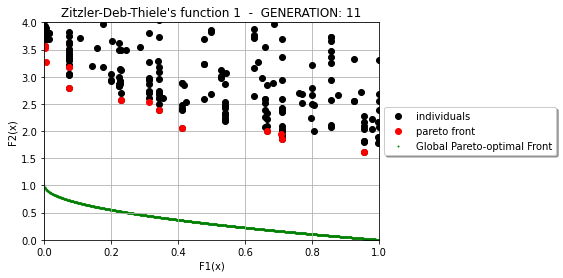 Zitzler-Deb-Thiele's function 1  -  GENERATION: 11
4.0
3.5
3.0
2.5
2.0
1.5
1.0
0.5
0.0
F2(x)
0.0 0.2 0.4 0.6 0.8 1.0
F1(x)
individuals
pareto front
Global Pareto-optimal Front